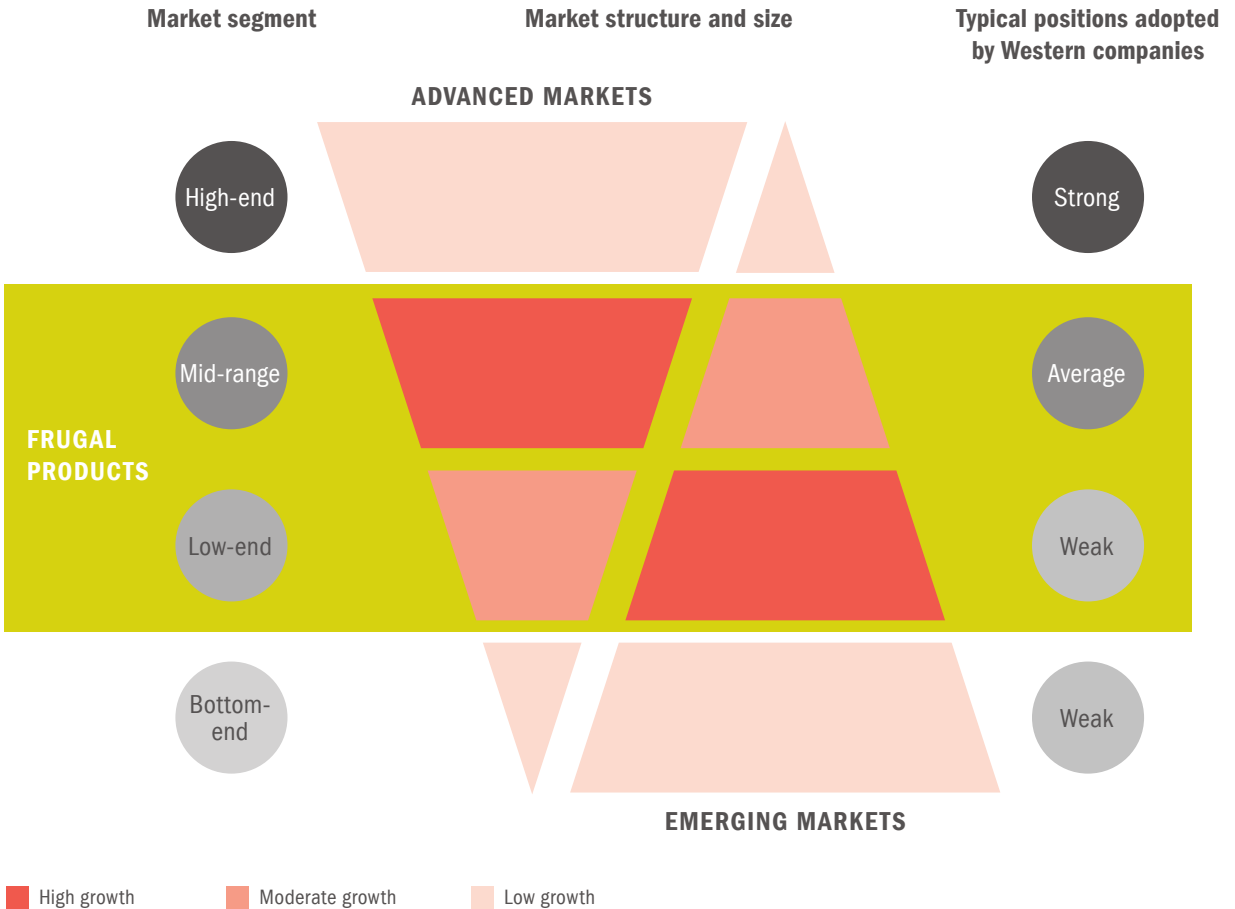 Market segment
Market structure and size
Typical positions adopted
by Western companies
ADVANCED MARKETS
High-end
Strong
Mid-range
Average
FRUGAL
PRODUCTS
Low-end
Weak
Bottom-
end
Weak
EMERGING MARKETS
High growth
Moderate growth
Low growth